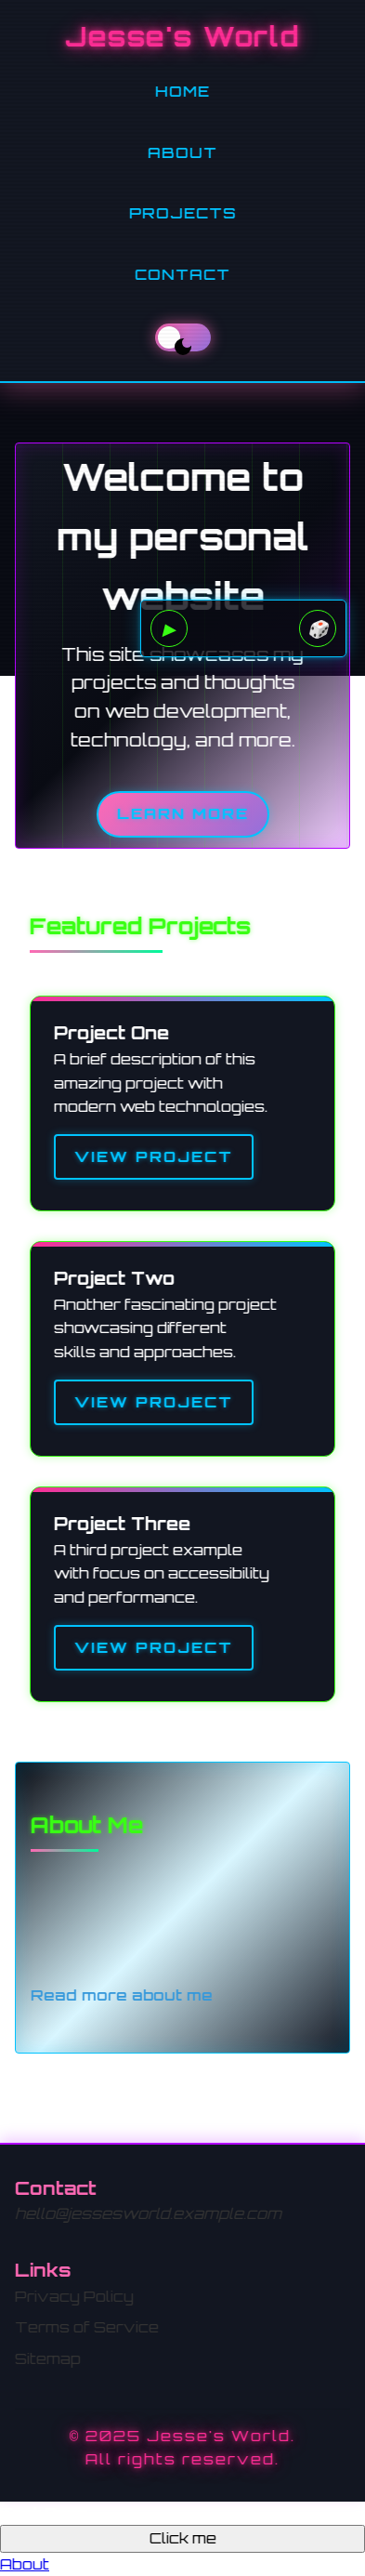 Jesse's World
HOME
ABOUT
PROJECTS
CONTACT
Welcome to
my personal
website
This site showcases my
projects and thoughts
on web development,
technology, and more.
LEARN MORE
Featured Projects
Project One
A brief description of this
amazing project with
modern web technologies.
VIEW PROJECT
Project Two
Another fascinating project
showcasing different
skills and approaches.
VIEW PROJECT
Project Three
A third project example
with focus on accessibility
and performance.
VIEW PROJECT
About Me
Read more about me
Contact
hello@jessesworld.example.com
Links
Privacy Policy
Terms of Service
Sitemap
© 2025 Jesse's World.
All rights reserved.
Click me
About